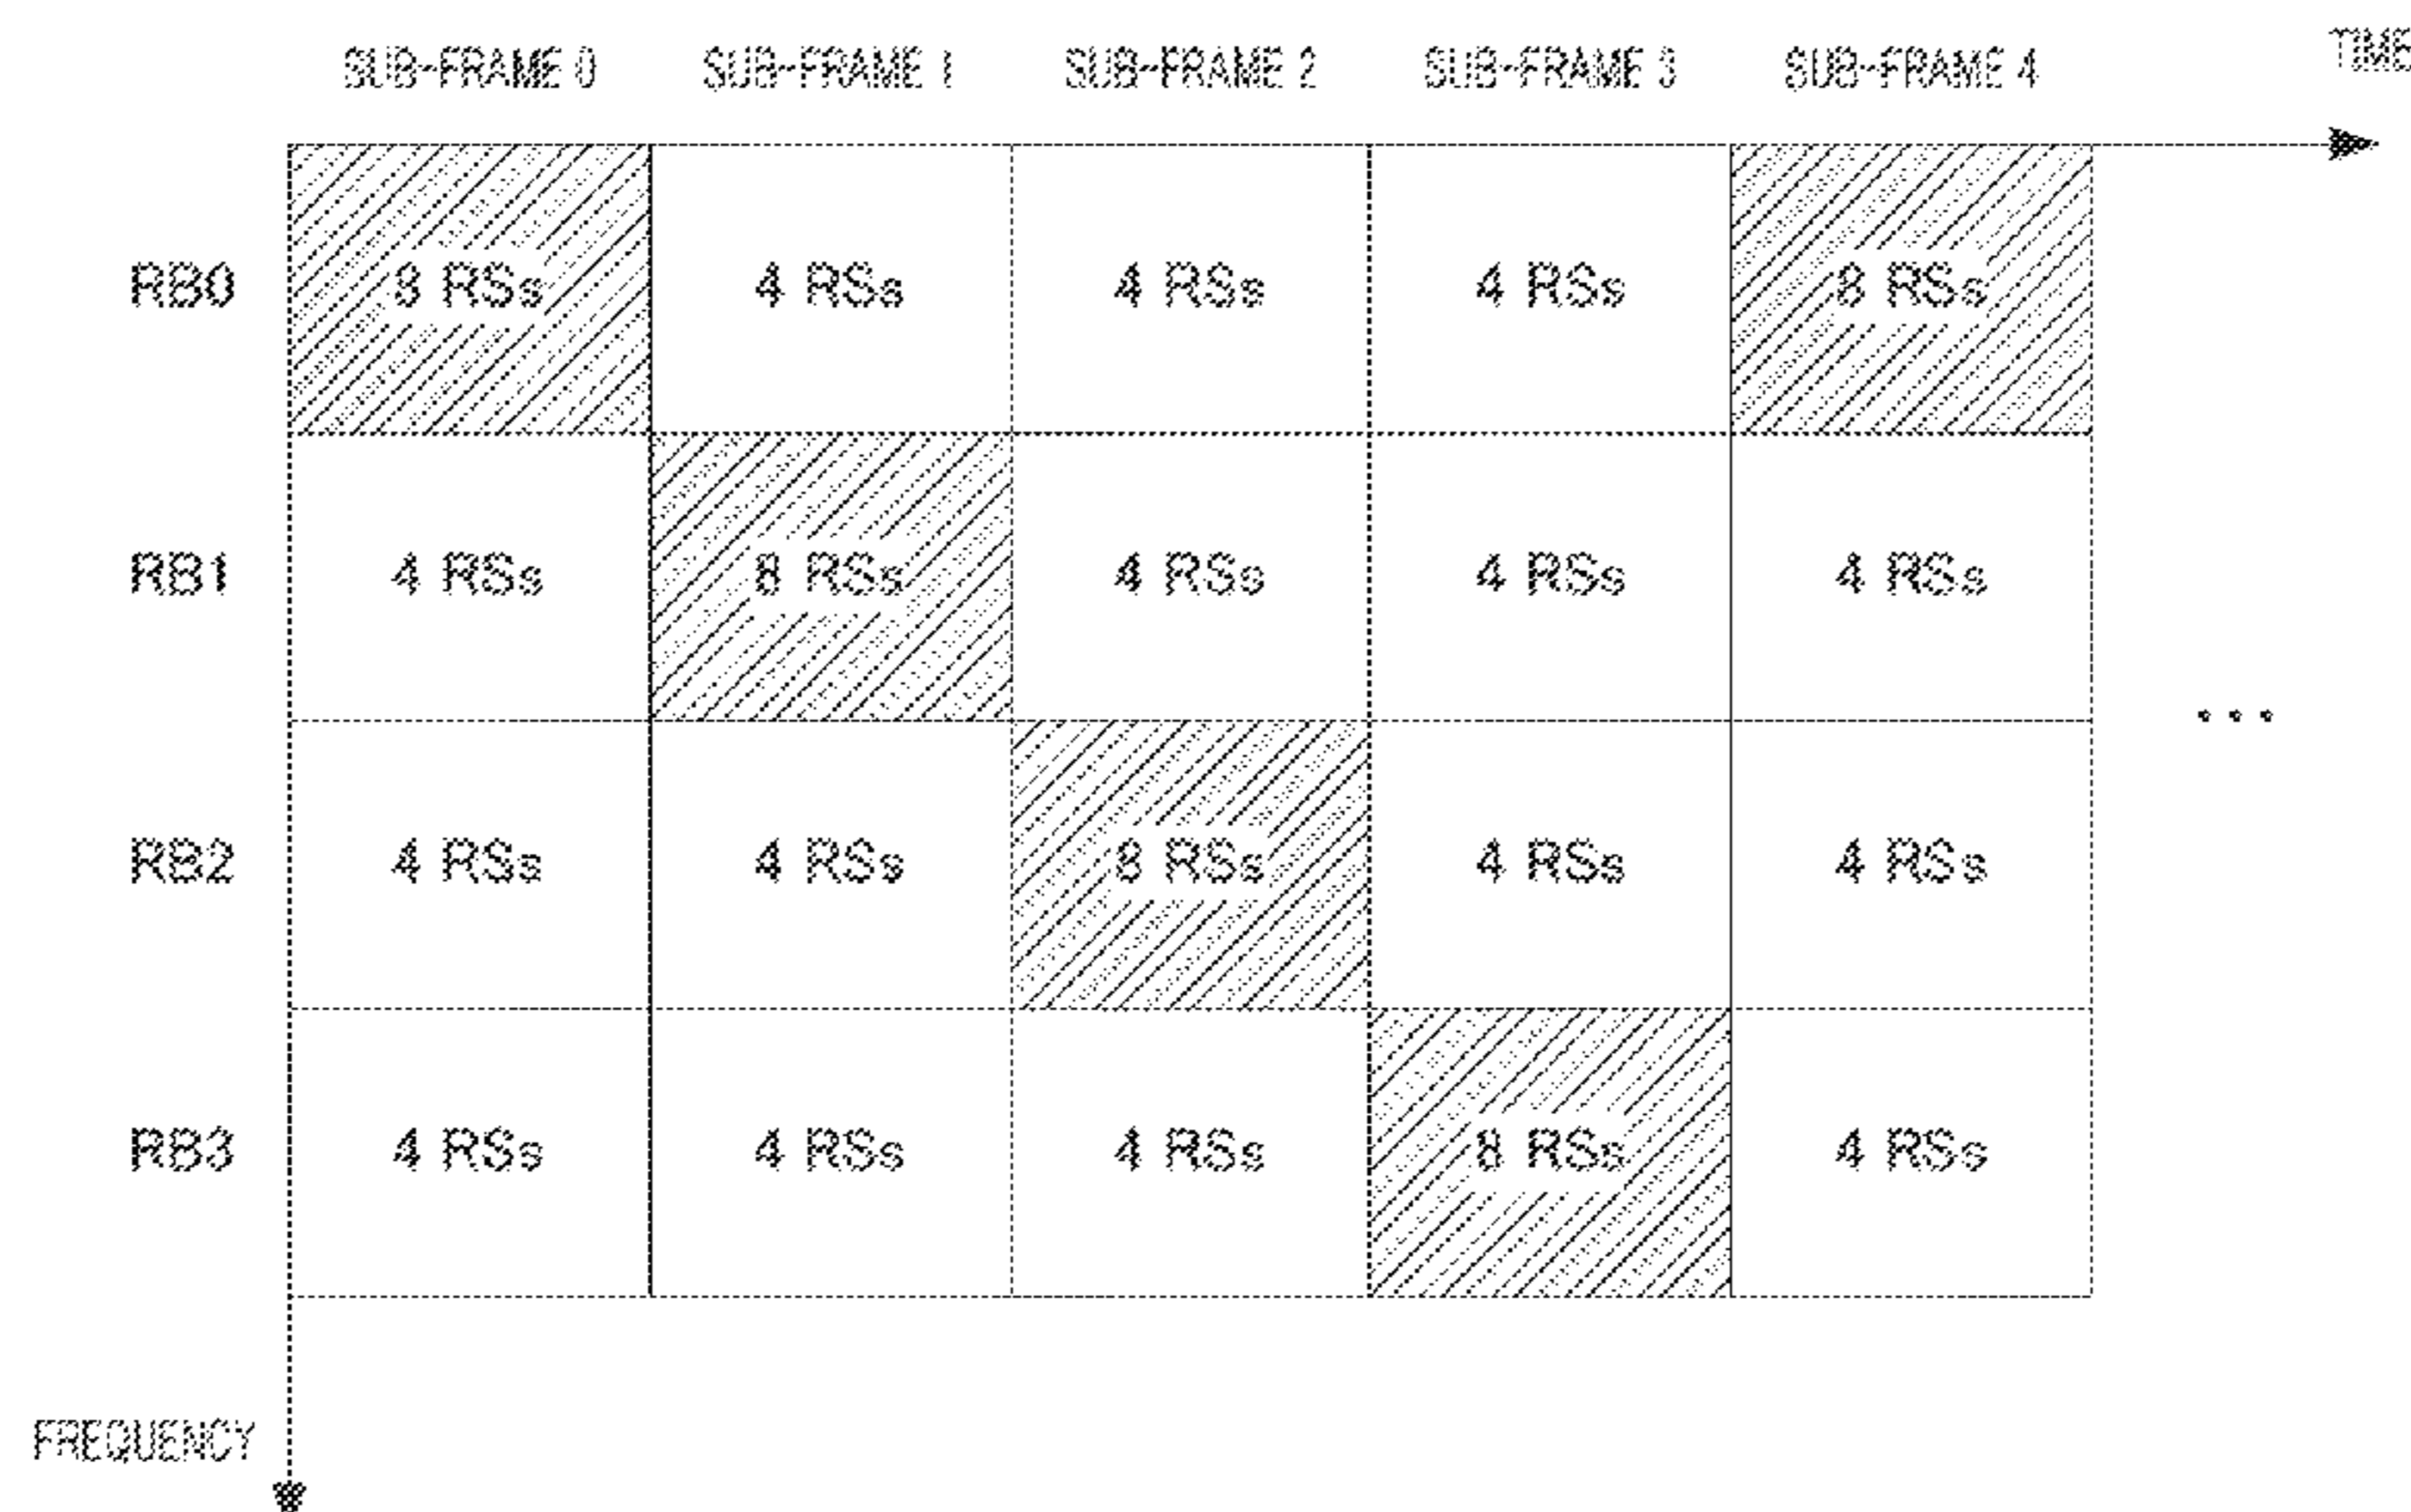 SUB-FRAME 0 SUB-FRAME 1 SUB-FRAME 2 SUB-FRAME 3 SUB-FRAME 4 TIME
RB0 8 RSs 4 RSs 4 RSs 4 RSs 8 RSs
RB1 4 RSs 8 RSs 4 RSs 4 RSs 4 RSs
...
RB2 4 RSs 4 RSs 8 RSs 4 RSs 4 RSs
RB3 4 RSs 4 RSs 4 RSs 8 RSs 4 RSs
FREQUENCY